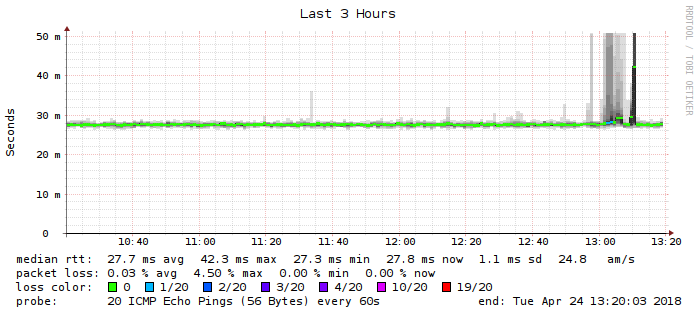 Last 3 Hours
RRDTOOL / TOBI OETIKER
Seconds
50 m
40 m
30 m
20 m
10 m
0
10:40 11:00 11:20 11:40 12:00 12:20 12:40 13:00 13:20
median rtt: 27.7 ms avg 42.3 ms max 27.3 ms min 27.8 ms now 1.1 ms sd 24.8 am/s
packet loss: 0.03 % avg 4.50 % max 0.00 % min 0.00 % now
loss color: 0 1/20 2/20 3/20 4/20 10/20 19/20
probe: 20 ICMP Echo Pings (56 Bytes) every 60s end: Tue Apr 24 13:20:03 2018